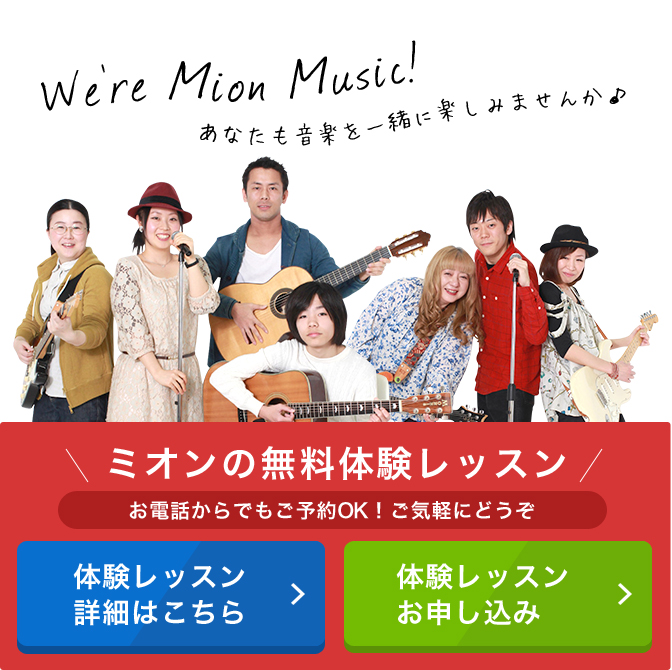 We're Mion Music!
あなたも音楽を一緒に楽しみませんか♪
ミオンの無料体験レッスン
お電話からでもご予約OK！ご気軽にどうぞ
体験レッスン
詳細はこちら
体験レッスン
お申し込み